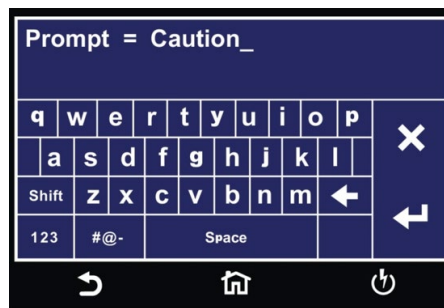 Prompt = Caution_
q w e r t y u i o p
a s d f g h j k l
Shift z x c v b n m
123 #@- Space